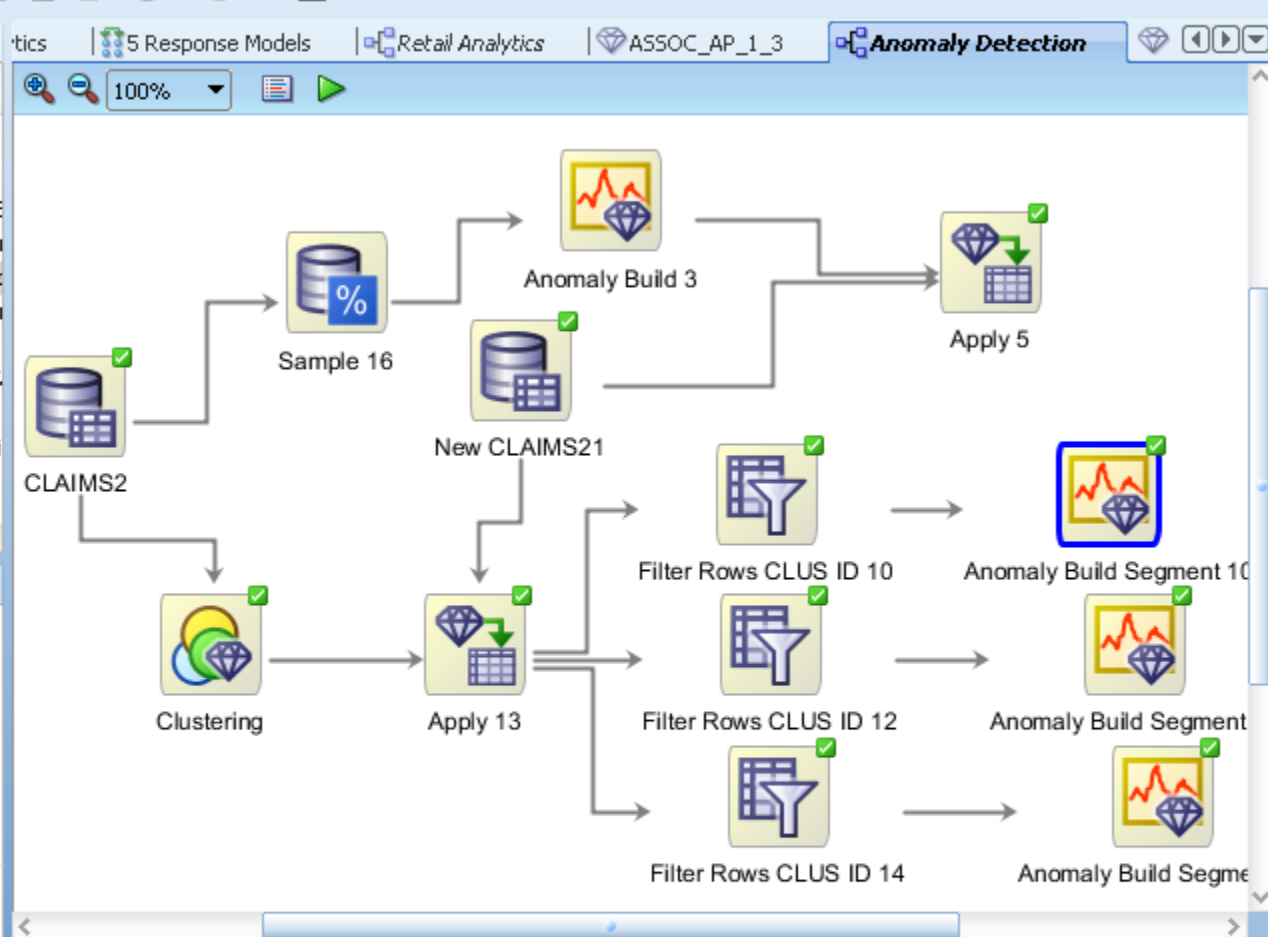 tics
5 Response Models
Retail Analytics
ASSOC_AP_1_3
Anomaly Detection
100%
Anomaly Build 3
%
Sample 16
Apply 5
New CLAIMS21
CLAIMS2
Filter Rows CLUS ID 10
Anomaly Build Segment 10
Clustering
Apply 13
Filter Rows CLUS ID 12
Anomaly Build Segment
Filter Rows CLUS ID 14
Anomaly Build Segme